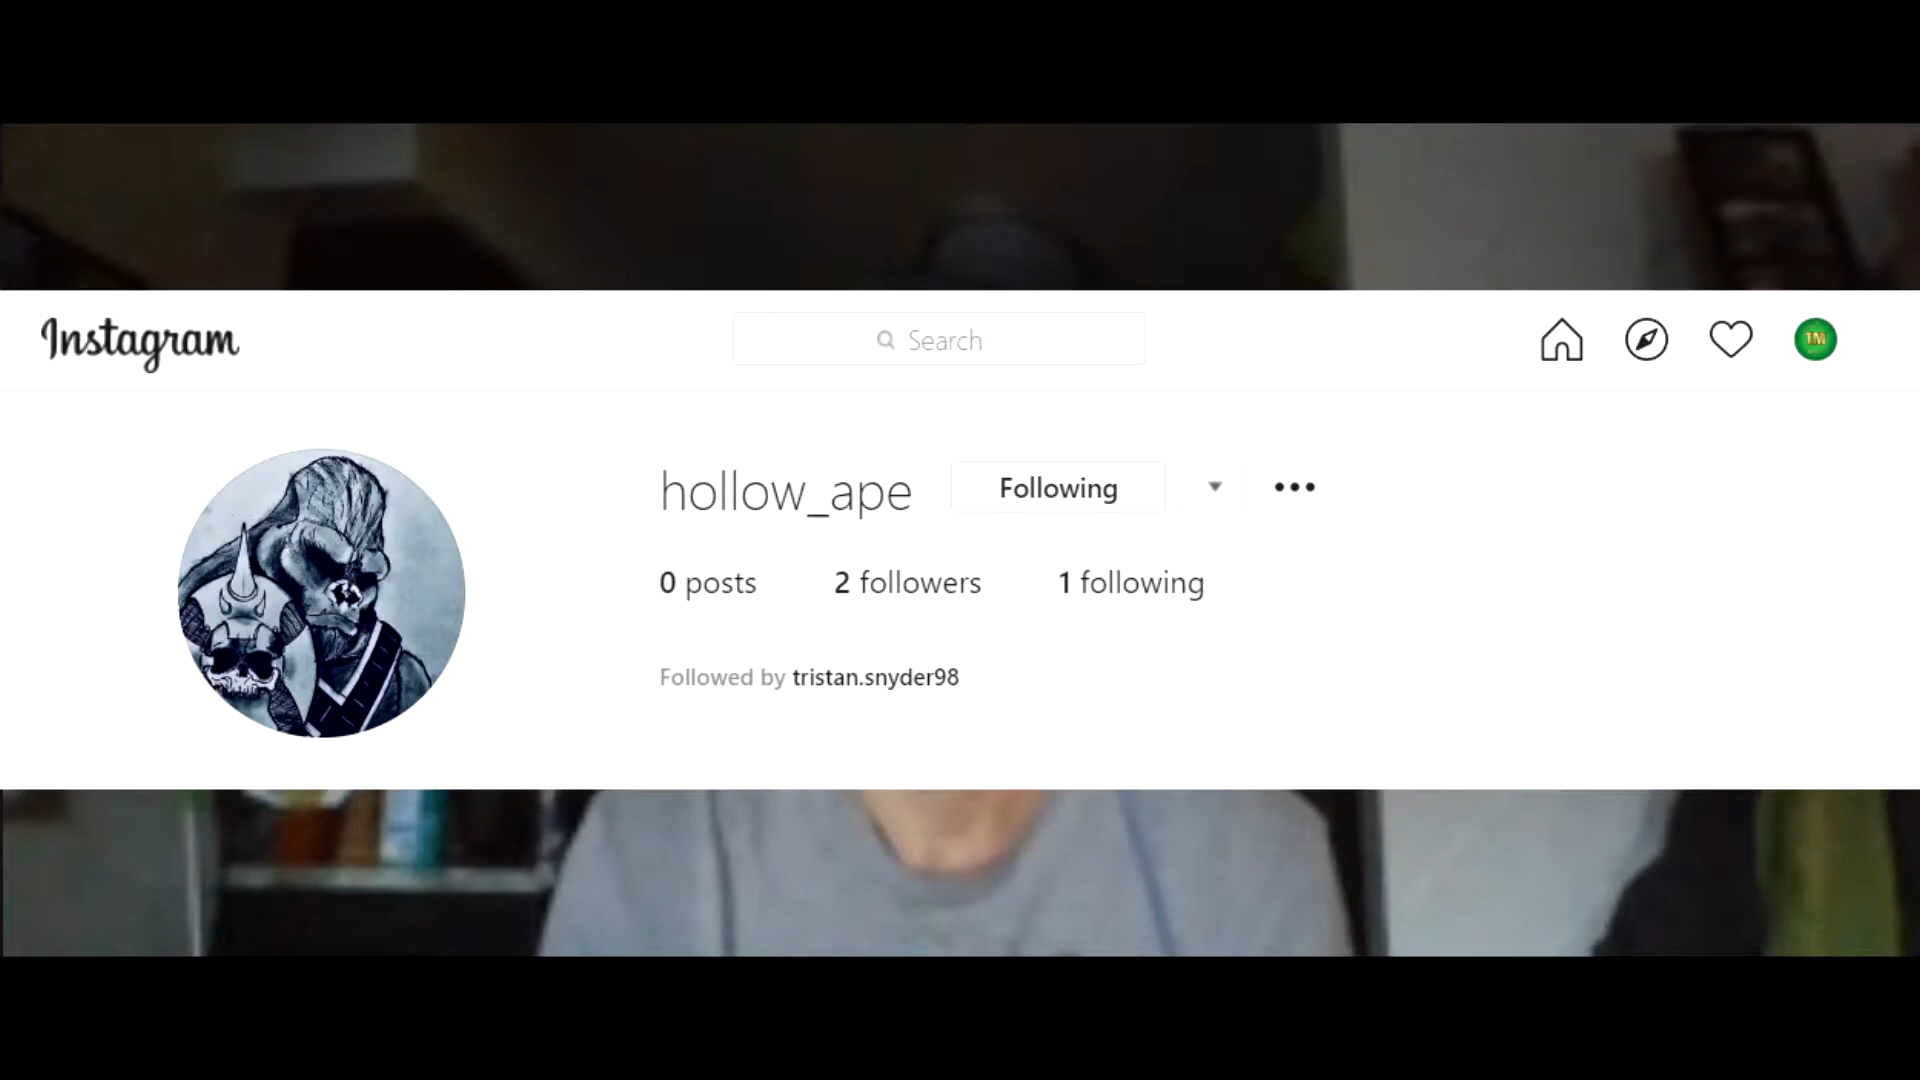 Instagram
Search
TM
hollow_ape Following
0 posts 2 followers 1 following
Followed by tristan.snyder98